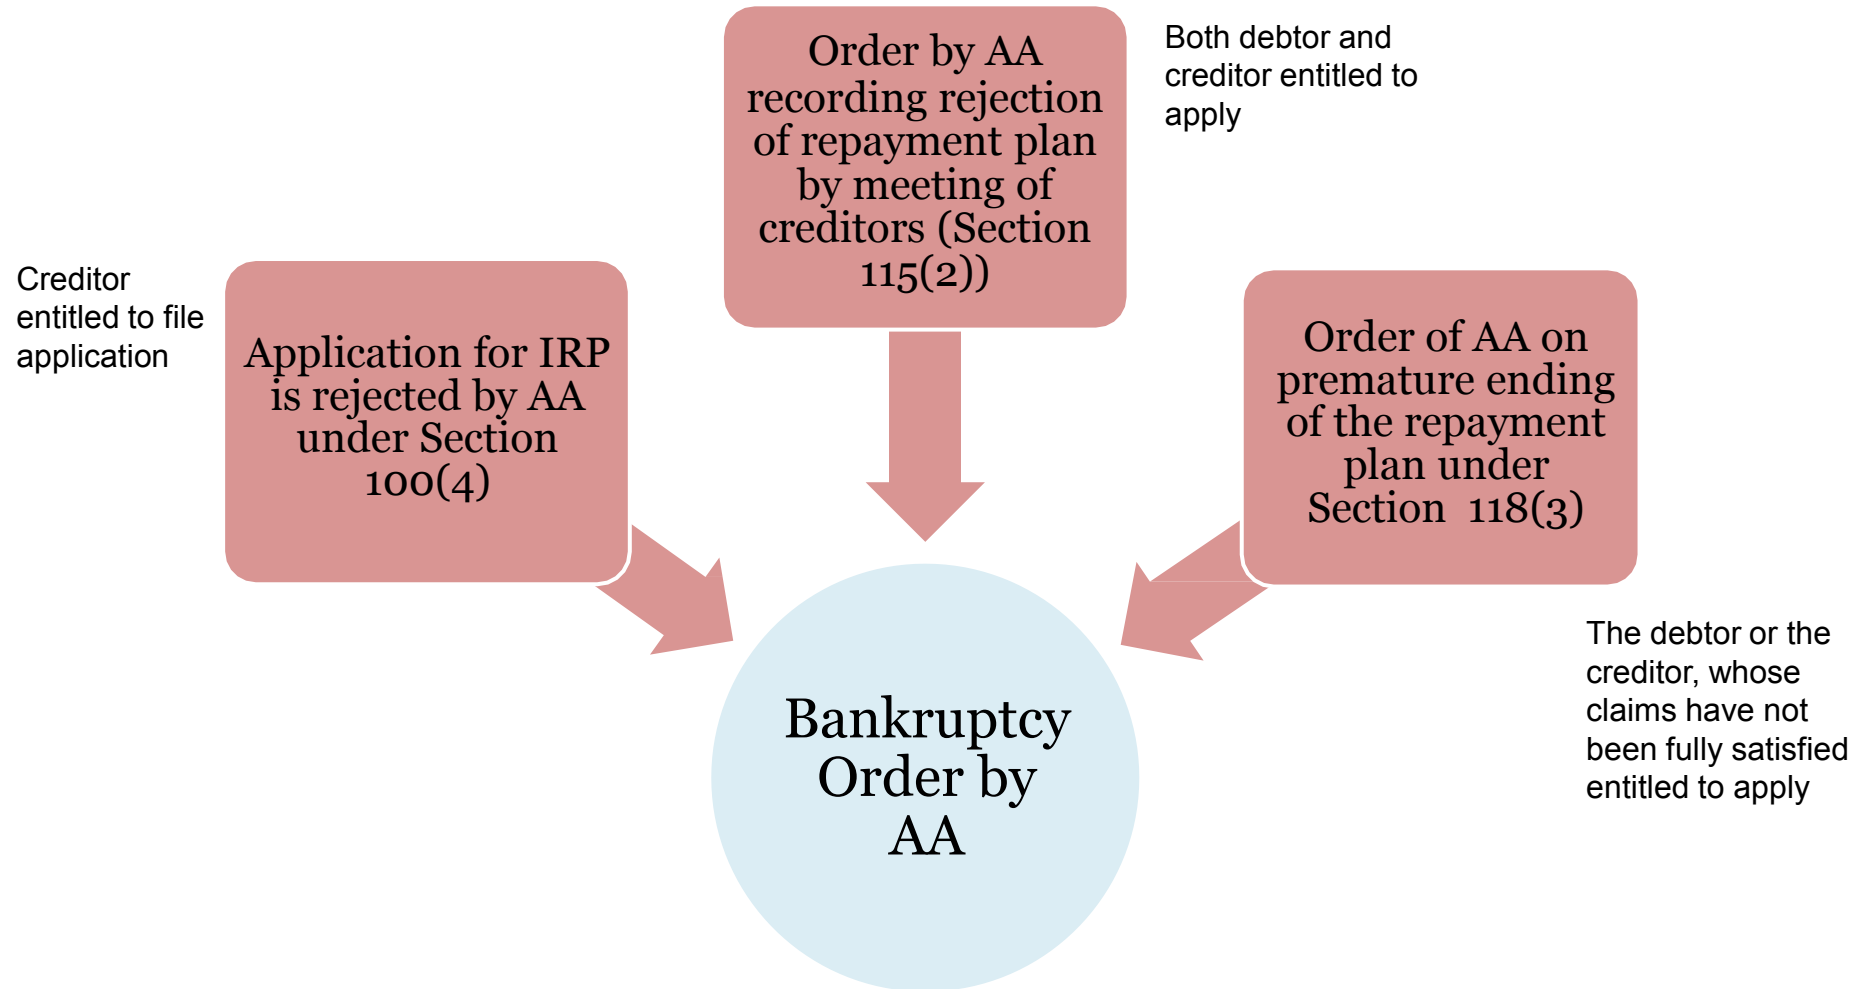 Creditor
entitled to file
application
Application for IRP
is rejected by AA
under Section
100(4)
Order by AA
recording rejection
of repayment plan
by meeting of
creditors (Section
115(2))
Both debtor and
creditor entitled to
apply
Order of AA on
premature ending
of the repayment
plan under
Section  118(3)
The debtor or the
creditor, whose
claims have not
been fully satisfied
entitled to apply
Bankruptcy
Order by
AA